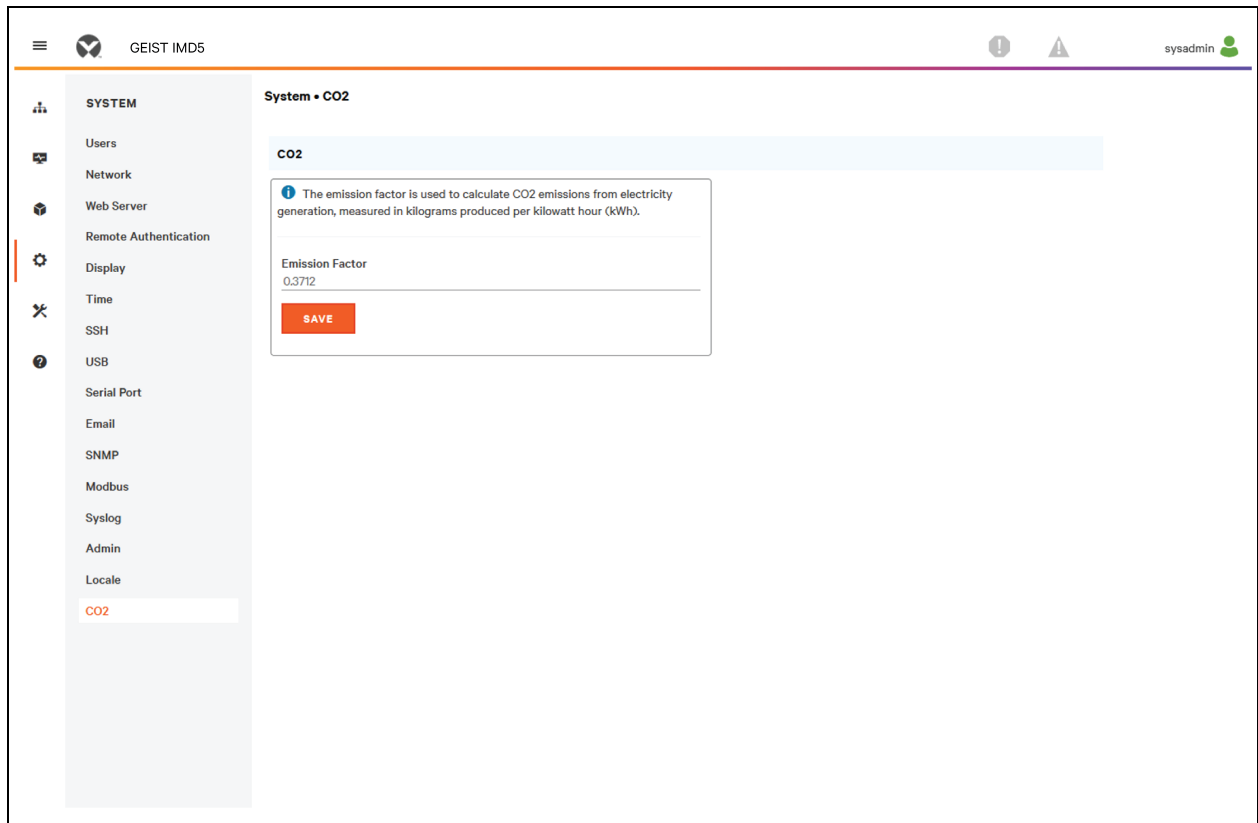 GEIST IMD5
sysadmin
SYSTEM
Users
Network
Web Server
Remote Authentication
Display
Time
SSH
USB
Serial Port
Email
SNMP
Modbus
Syslog
Admin
Locale
CO2
System • CO2
CO2
The emission factor is used to calculate CO2 emissions from electricity
generation, measured in kilograms produced per kilowatt hour (kWh).
Emission Factor
0.3712
SAVE